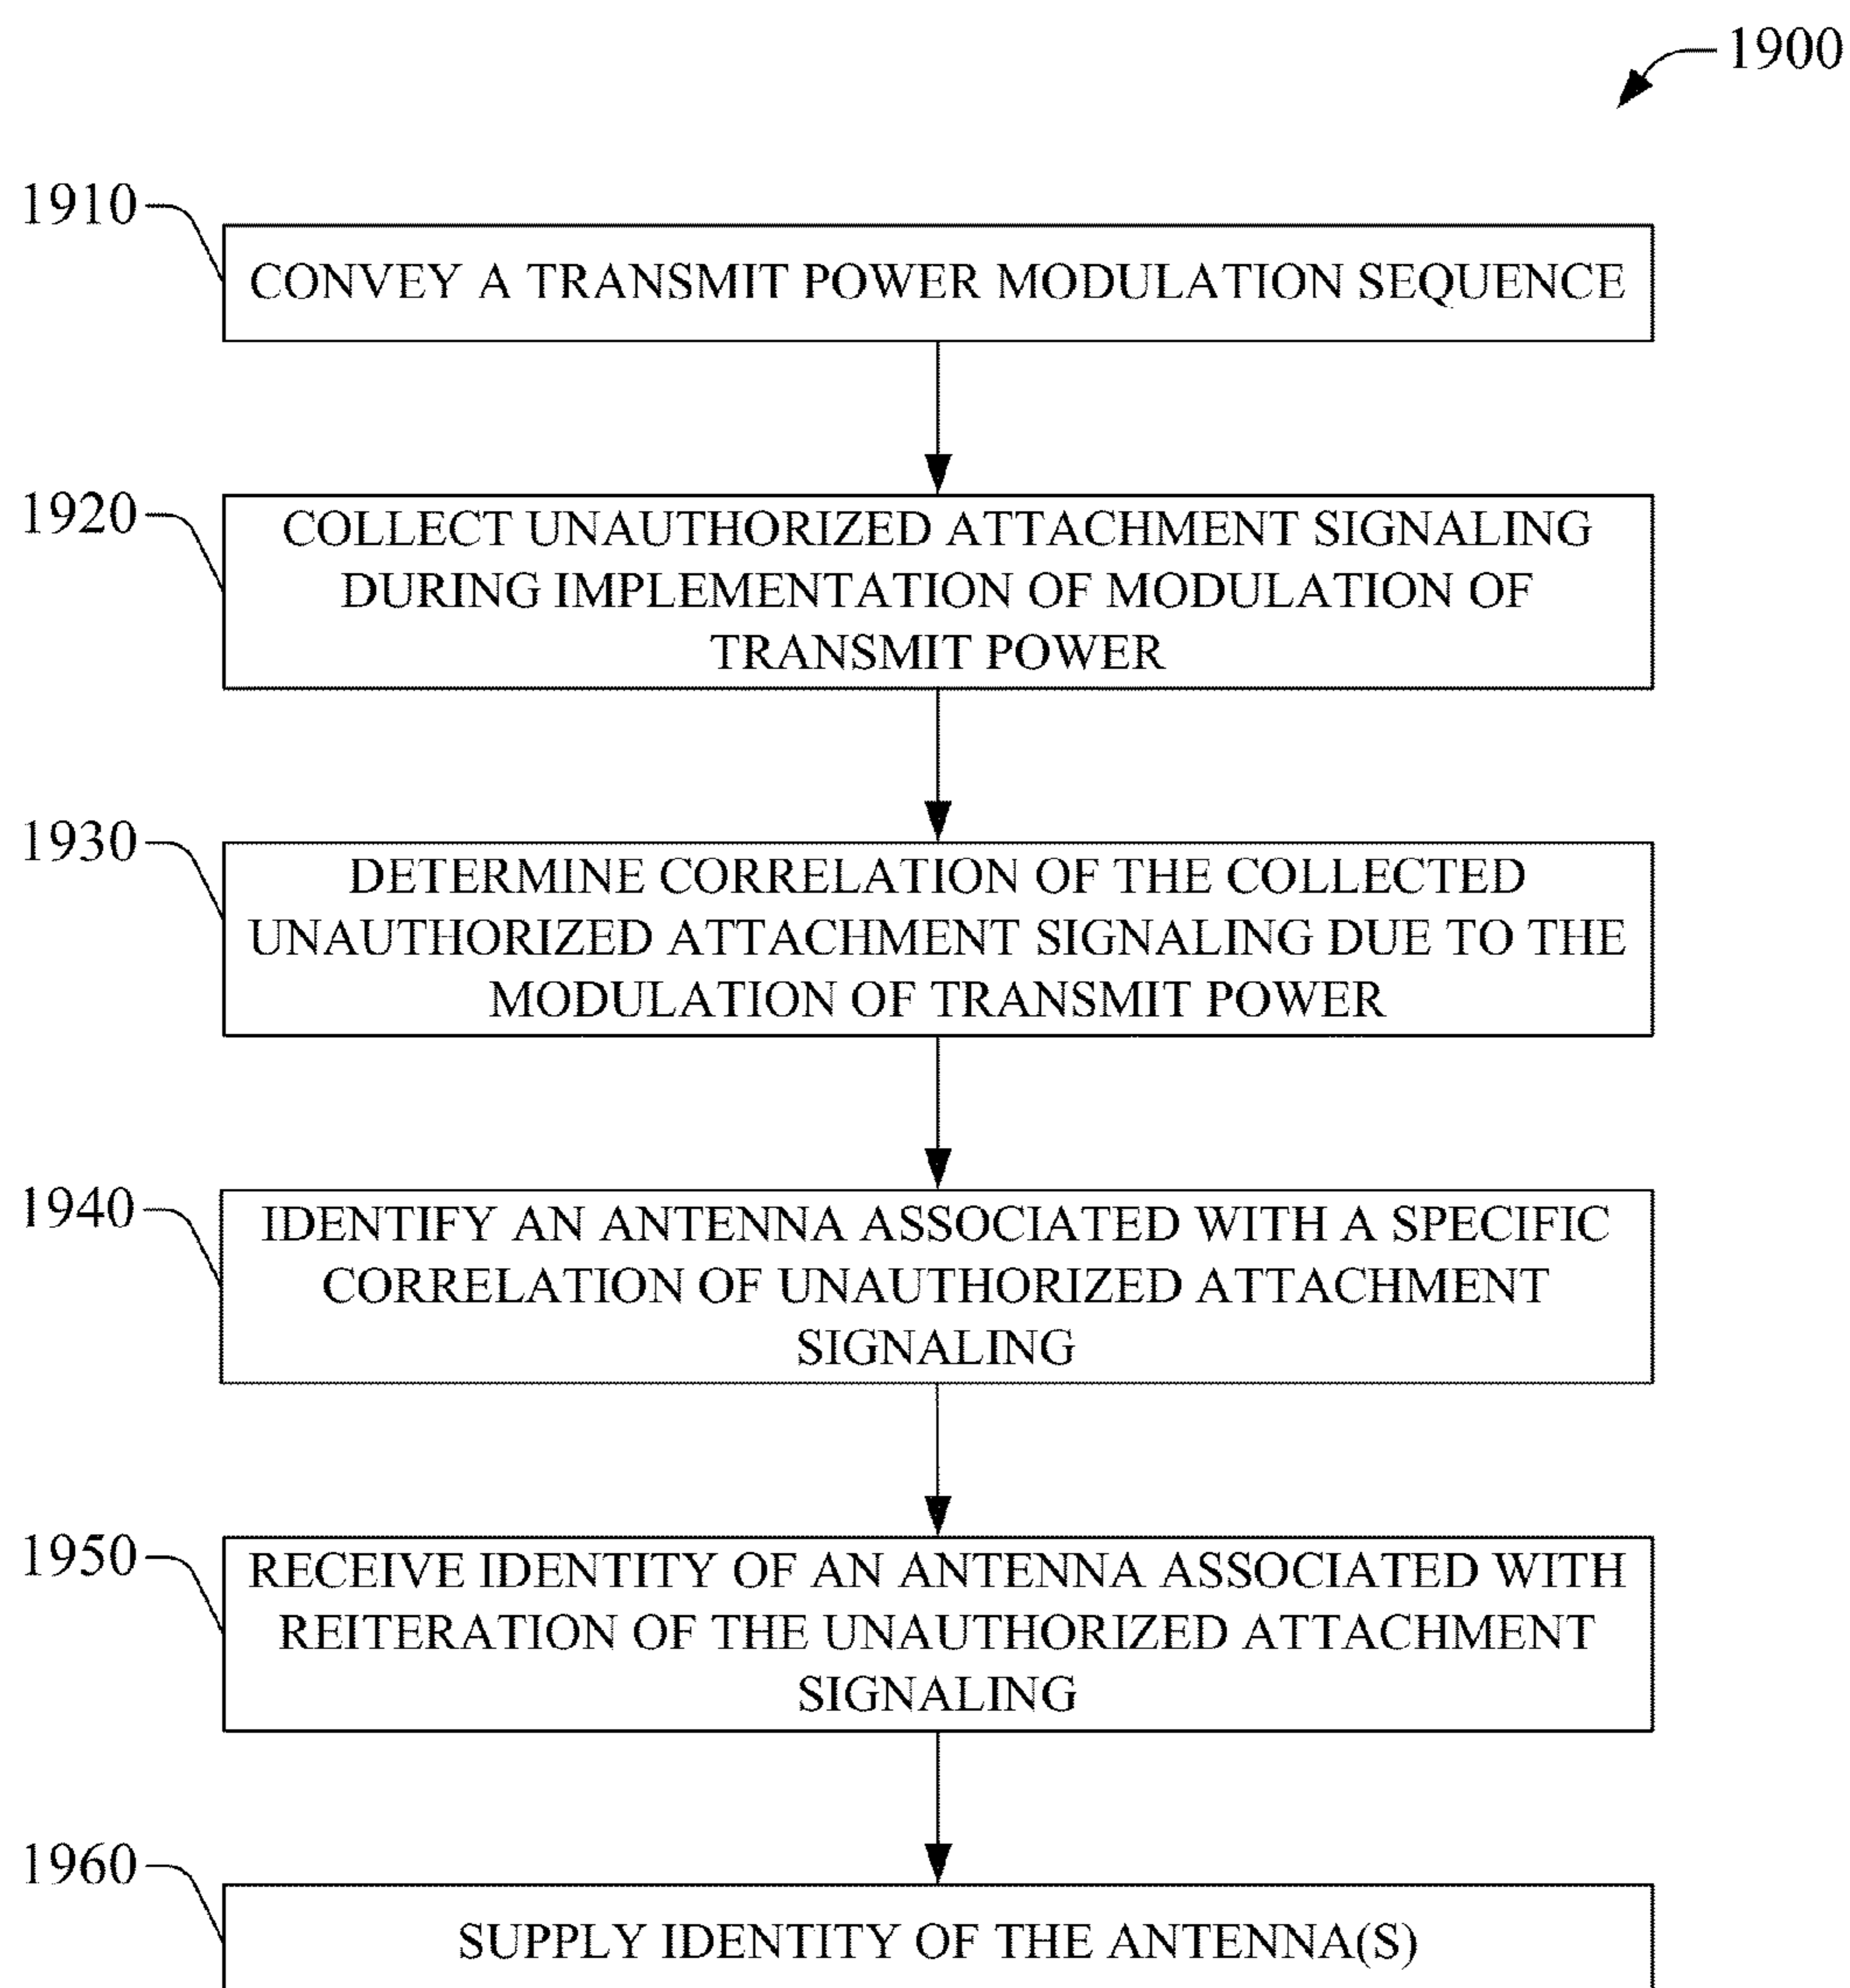 1900
1910
CONVEY A TRANSMIT POWER MODULATION SEQUENCE
1920
COLLECT UNAUTHORIZED ATTACHMENT SIGNALING
DURING IMPLEMENTATION OF MODULATION OF
TRANSMIT POWER
1930
DETERMINE CORRELATION OF THE COLLECTED
UNAUTHORIZED ATTACHMENT SIGNALING DUE TO THE
MODULATION OF TRANSMIT POWER
1940
IDENTIFY AN ANTENNA ASSOCIATED WITH A SPECIFIC
CORRELATION OF UNAUTHORIZED ATTACHMENT
SIGNALING
1950
RECEIVE IDENTITY OF AN ANTENNA ASSOCIATED WITH
REITERATION OF THE UNAUTHORIZED ATTACHMENT
SIGNALING
1960
SUPPLY IDENTITY OF THE ANTENNA(S)